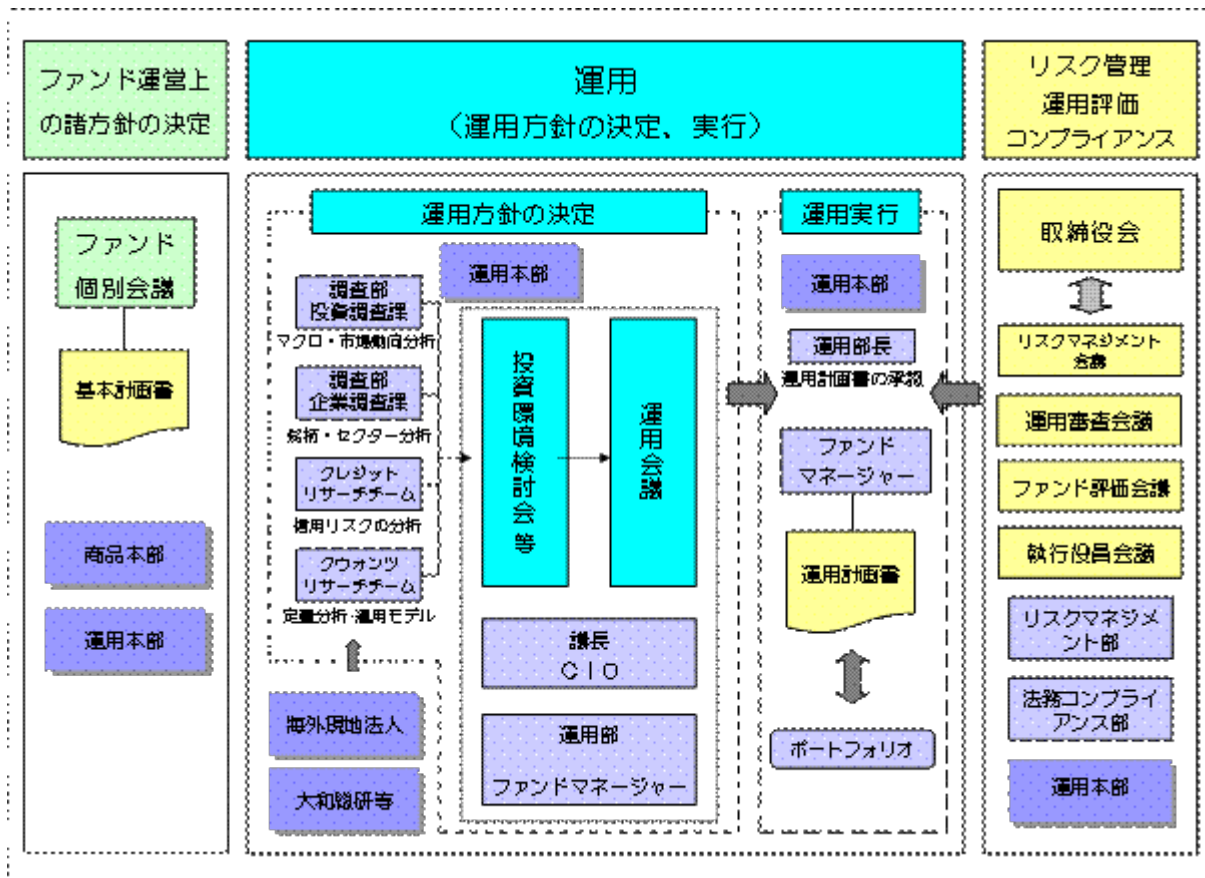 ファンド運営上
の諸方針の決定
運用
（運用方針の決定、実行）
リスク管理
運用評価
コンプライアンス
ファンド
個別会議
基本計画書
商品本部
運用本部
運用方針の決定
運用本部
調査部
投資調査課
マクロ・市場動向分析
調査部
企業調査課
銘柄・セクター分析
クレジット
リサーチチーム
信用リスクの分析
クウォンツ
リサーチチーム
定量分析・運用モデル
海外現地法人
大和総研等
投資環境検討会等
運用会議
議長
ＣＩＯ
運用部
ファンドマネージャー
運用実行
運用本部
運用部長
運用計画書の承認
ファンド
マネージャー
運用計画書
ポートフォリオ
取締役会
リスクマネジメント
会議
運用審査会議
ファンド評価会議
執行役員会議
リスクマネジメ
ント部
法務コンプライ
アンス部
運用本部